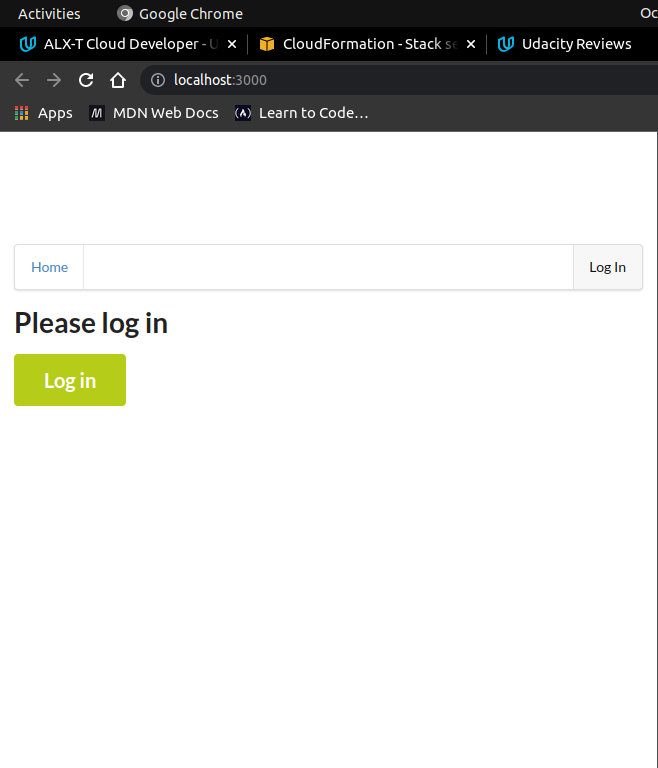 Activities Google Chrome Oc
ALX-T Cloud Developer - U CloudFormation - Stack se Udacity Reviews
localhost:3000
Apps MDN Web Docs Learn to Code...
Home Log In
Please log in
Log in